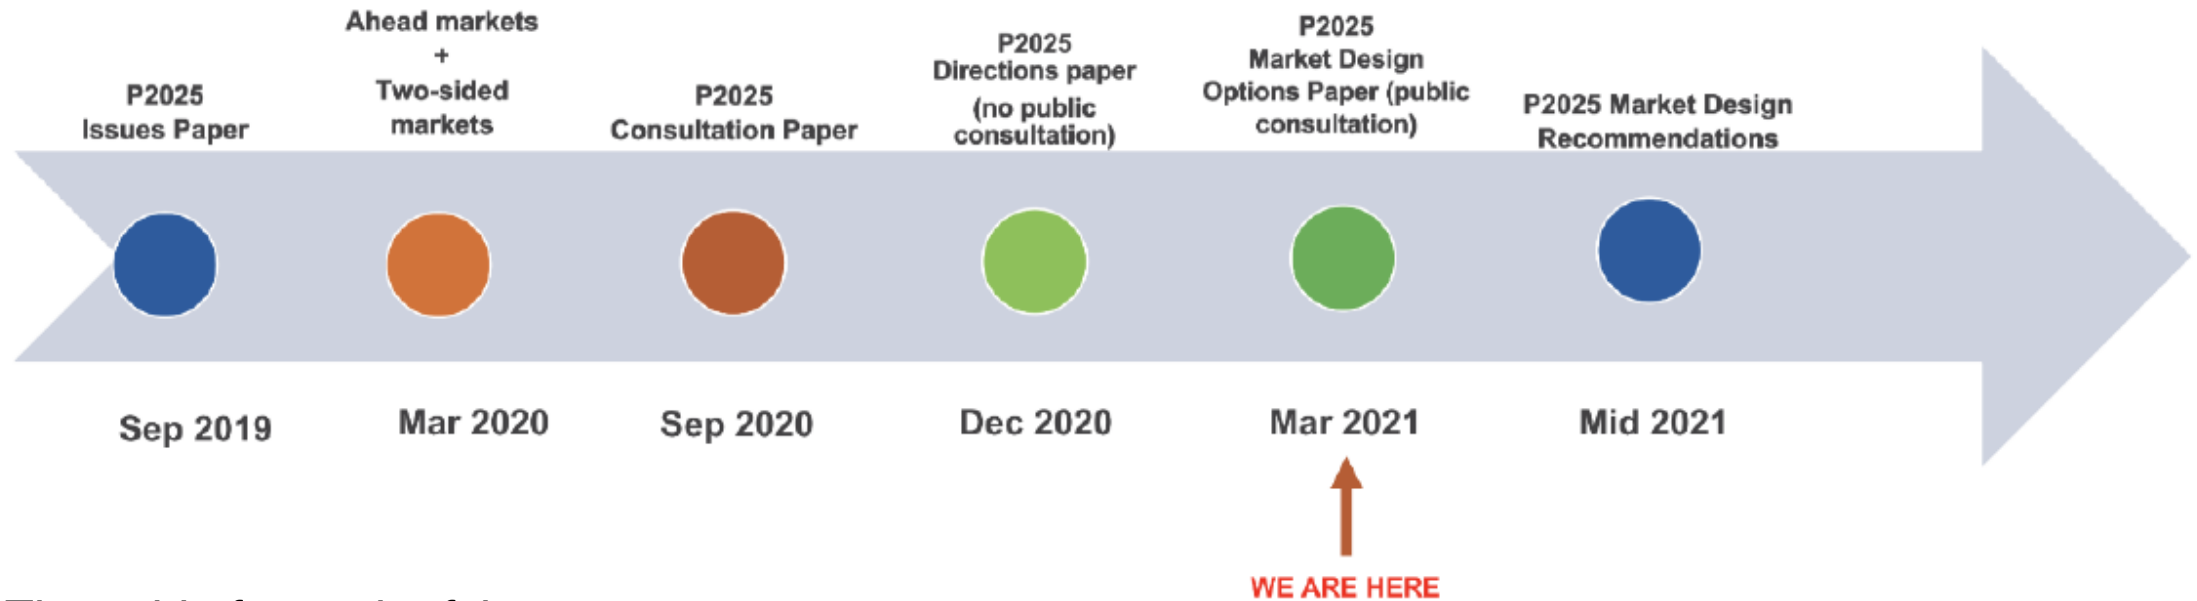 P2025
Issues Paper
Ahead markets
+
Two-sided
markets
P2025
Consultation Paper
P2025
Directions paper
(no public
consultation)
P2025
Market Design
Options Paper (public
consultation)
P2025 Market Design
Recommendations
Sep 2019
Mar 2020
Sep 2020
Dec 2020
Mar 2021
Mid 2021
WE ARE HERE